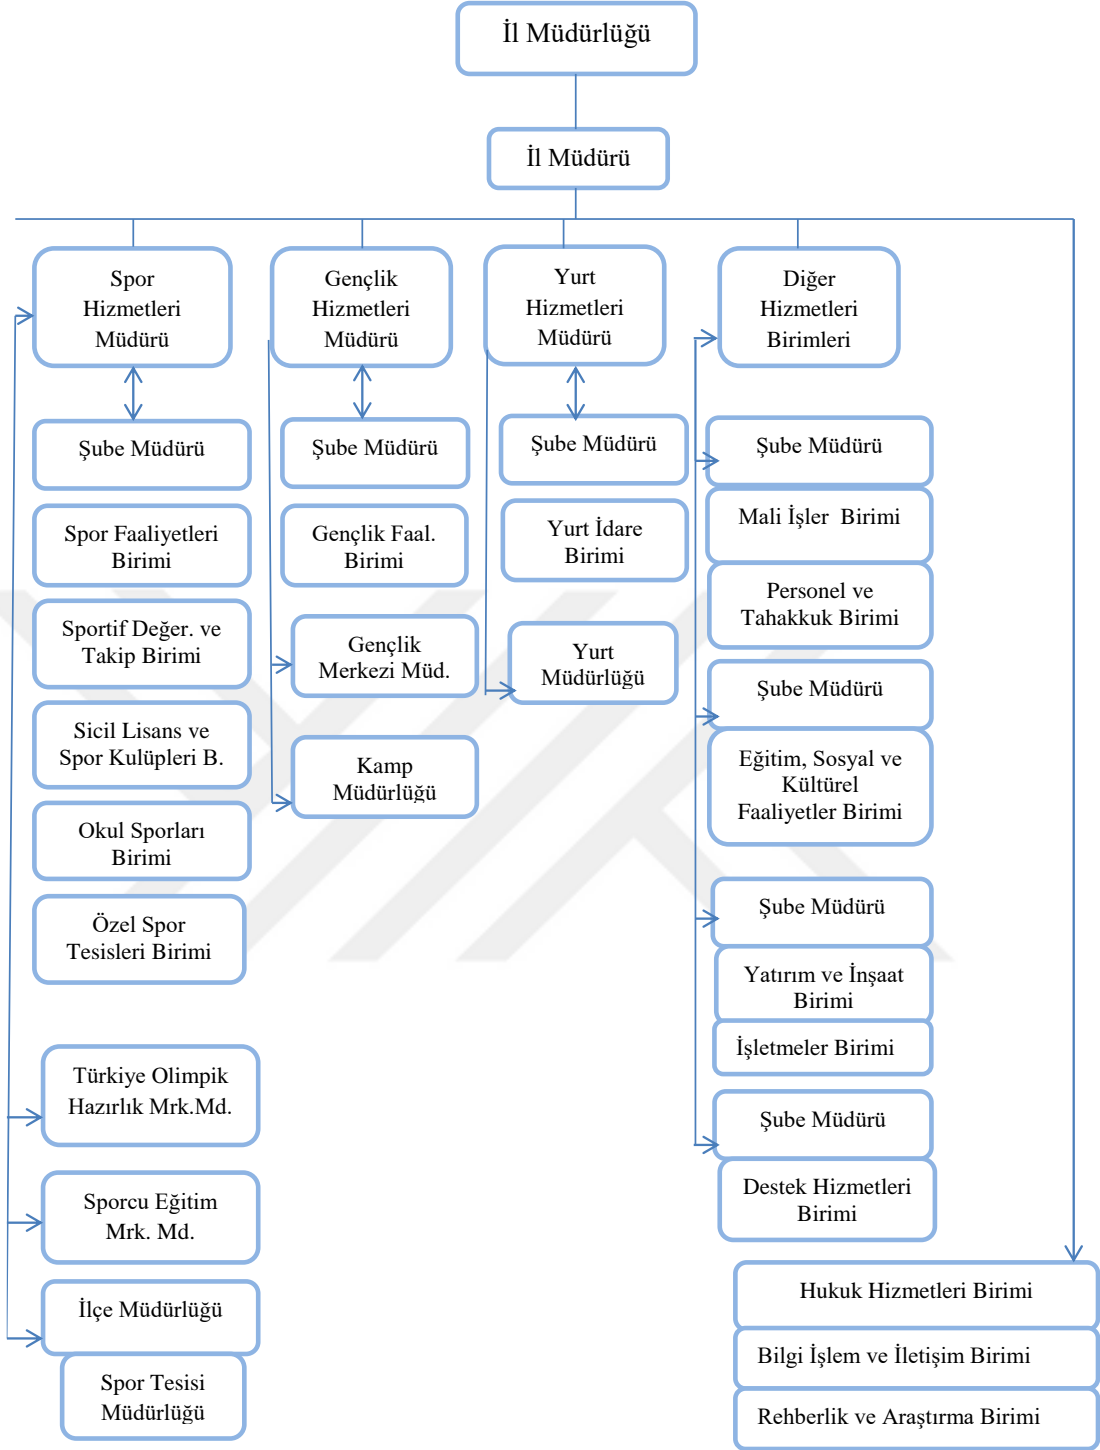 İl Müdürlüğü
İl Müdürü
Spor
Hizmetleri
Müdürü
Şube Müdürü
Spor Faaliyetleri
Birimi
Sportif Değer. ve
Takip Birimi
Sicil Lisans ve
Spor Kulüpleri B.
Okul Sporları
Birimi
Özel Spor
Tesisleri Birimi
Türkiye Olimpik
Hazırlık Mrk.Md.
Sporcu Eğitim
Mrk. Md.
İlçe Müdürlüğü
Spor Tesisi
Müdürlüğü
Gençlik
Hizmetleri
Müdürü
Şube Müdürü
Gençlik Faal.
Birimi
Gençlik
Merkezi Müd.
Kamp
Müdürlüğü
Yurt
Hizmetleri
Müdürü
Şube Müdürü
Yurt İdare
Birimi
Yurt
Müdürlüğü
Diğer
Hizmetleri
Birimleri
Şube Müdürü
Mali İşler Birimi
Personel ve
Tahakkuk Birimi
Şube Müdürü
Eğitim, Sosyal ve
Kültürel
Faaliyetler Birimi
Şube Müdürü
Yatırım ve İnşaat
Birimi
İşletmeler Birimi
Şube Müdürü
Destek Hizmetleri
Birimi
Hukuk Hizmetleri Birimi
Bilgi İşlem ve İletişim Birimi
Rehberlik ve Araştırma Birimi